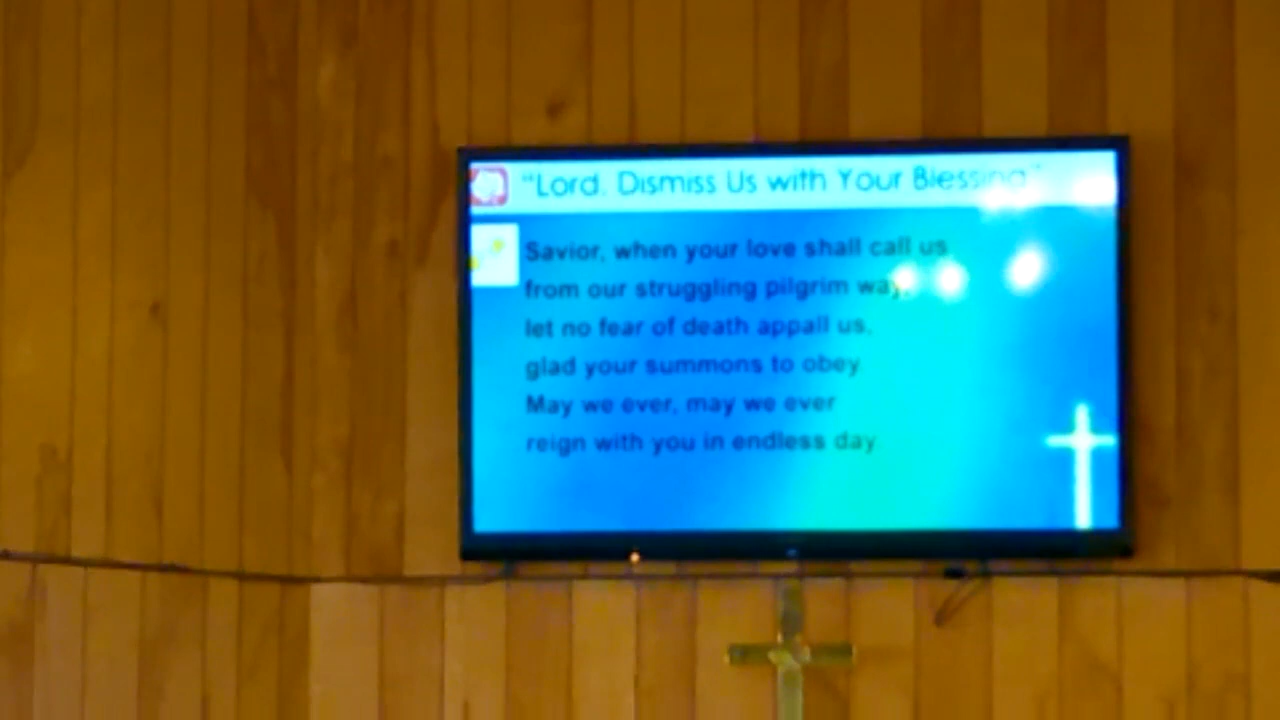 "Lord, Dismiss Us with Your Blessing"
Savior, when your love shall call us
from our struggling pilgrim way,
let no fear of death appall us,
glad your summons to obey
May we ever, may we ever
reign with you in endless day